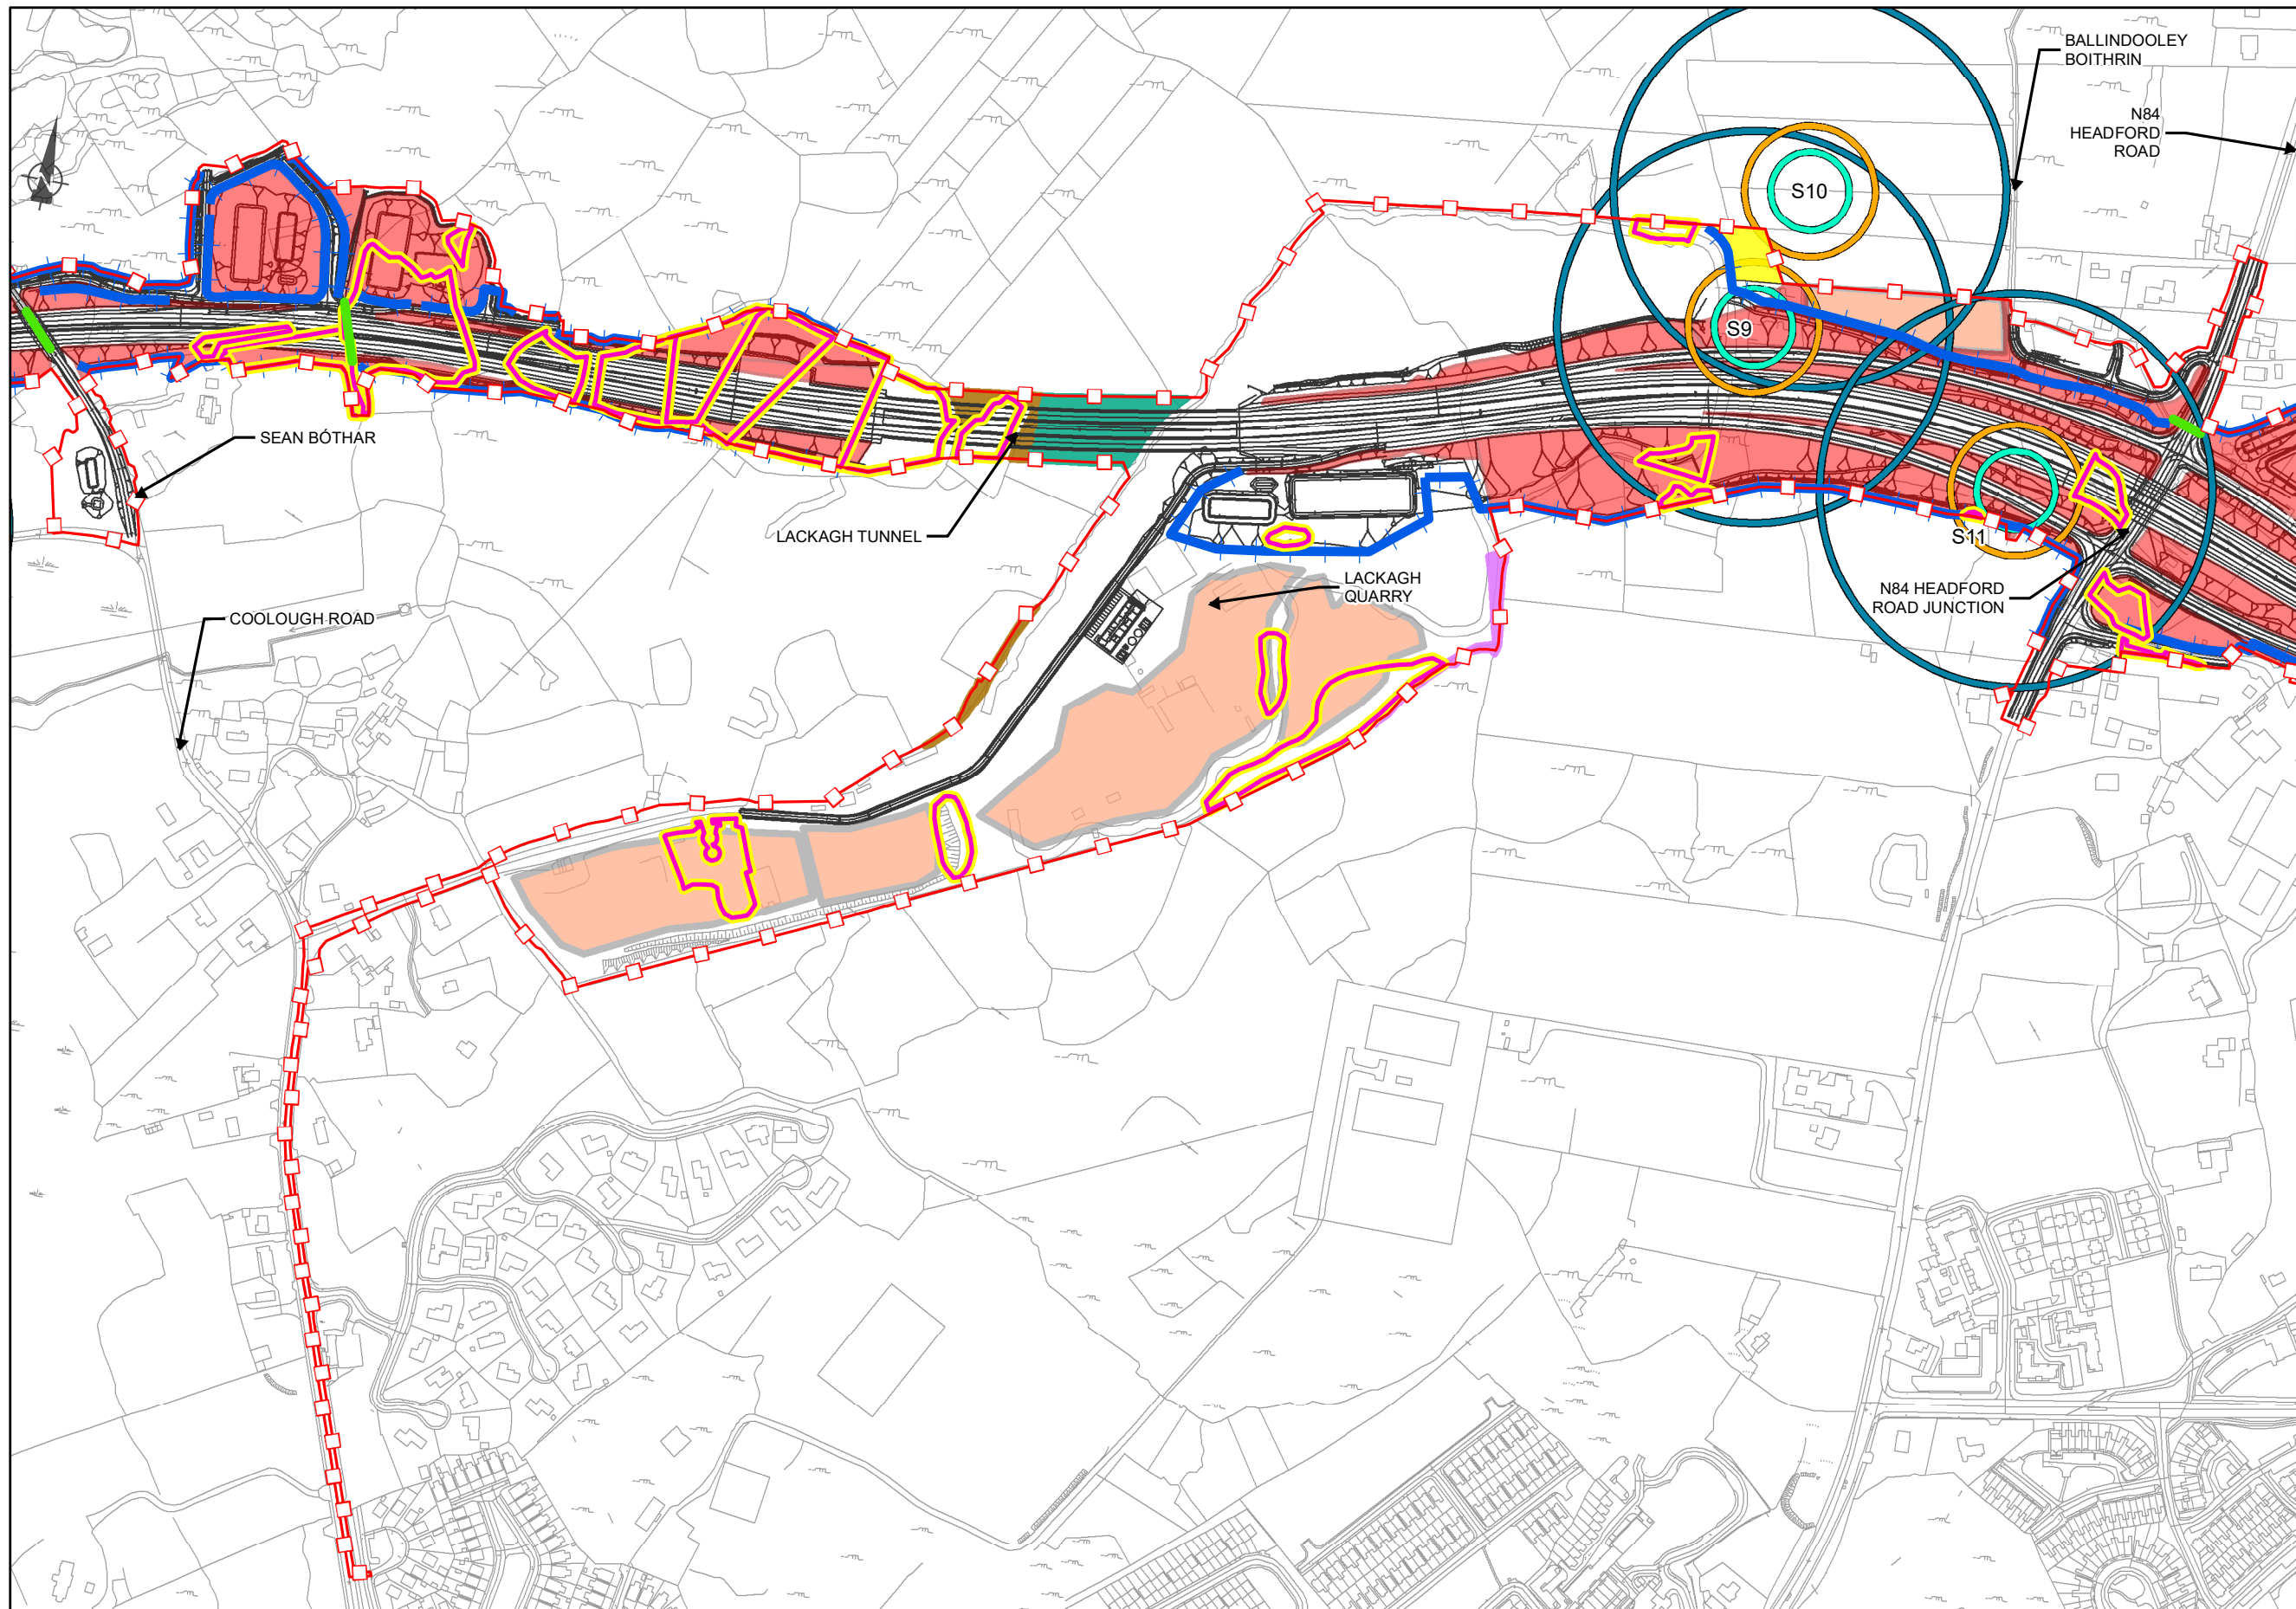 BALLINDOOLEY
BOITHRIN
N84
HEADFORD
ROAD
S10
S9
SEAN BÓTHAR
LACKAGH TUNNEL
S11
LACKAGH
QUARRY
N84 HEADFORD
ROAD JUNCTION
COOLOUGH ROAD